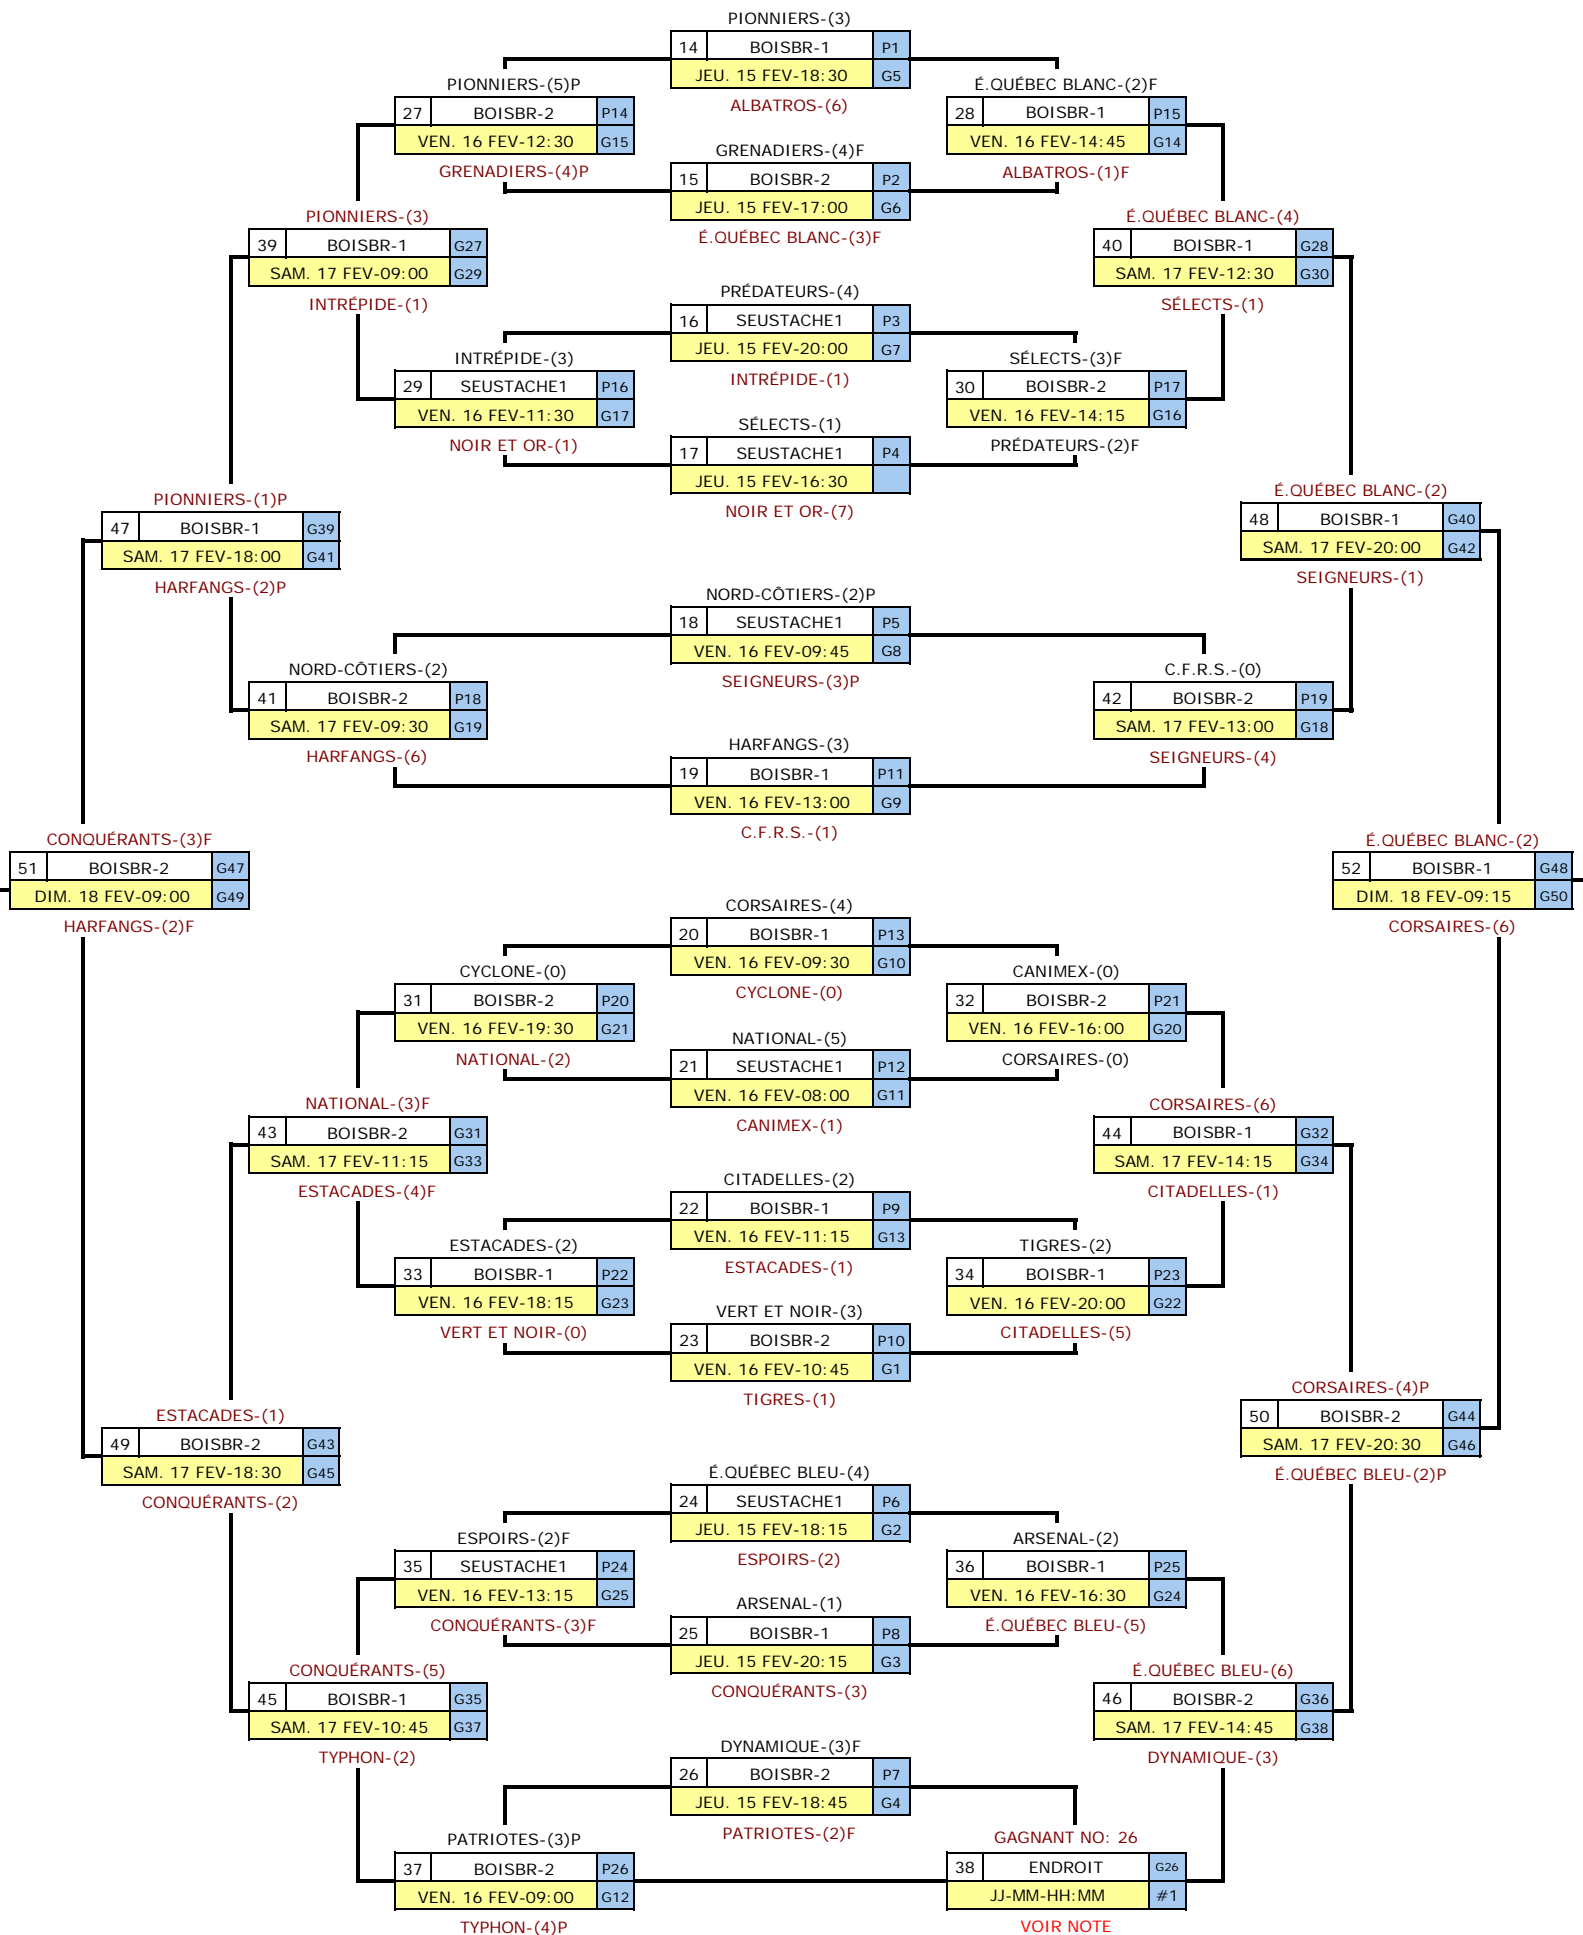 PIONNIERS-(3)
14 BOISBR-1 P1
JEU. 15 FEV-18:30 G5
ALBATROS-(6)
PIONNIERS-(5)P
27 BOISBR-2 P14
VEN. 16 FEV-12:30 G15
GRENADIERS-(4)P
É.QUÉBEC BLANC-(2)F
28 BOISBR-1 P15
VEN. 16 FEV-14:45 G14
ALBATROS-(1)F
GRENADIERS-(4)F
15 BOISBR-2 P2
JEU. 15 FEV-17:00 G6
É.QUÉBEC BLANC-(3)F
PIONNIERS-(3)
39 BOISBR-1 G27
SAM. 17 FEV-09:00 G29
INTRÉPIDE-(1)
É.QUÉBEC BLANC-(4)
40 BOISBR-1 G28
SAM. 17 FEV-12:30 G30
SÉLECTS-(1)
PRÉDATEURS-(4)
16 SEUSTACHE1 P3
JEU. 15 FEV-20:00 G7
INTRÉPIDE-(1)
INTRÉPIDE-(3)
29 SEUSTACHE1 P16
VEN. 16 FEV-11:30 G17
NOIR ET OR-(1)
SÉLECTS-(3)F
30 BOISBR-2 P17
VEN. 16 FEV-14:15 G16
PRÉDATEURS-(2)F
SÉLECTS-(1)
17 SEUSTACHE1 P4
JEU. 15 FEV-16:30
NOIR ET OR-(7)
PIONNIERS-(1)P
47 BOISBR-1 G39
SAM. 17 FEV-18:00 G41
HARFANGS-(2)P
É.QUÉBEC BLANC-(2)
48 BOISBR-1 G40
SAM. 17 FEV-20:00 G42
SEIGNEURS-(1)
NORD-CÔTIERS-(2)P
18 SEUSTACHE1 P5
VEN. 16 FEV-09:45 G8
SEIGNEURS-(3)P
NORD-CÔTIERS-(2)
41 BOISBR-2 P18
SAM. 17 FEV-09:30 G19
HARFANGS-(6)
C.F.R.S.-(0)
42 BOISBR-2 P19
SAM. 17 FEV-13:00 G18
SEIGNEURS-(4)
HARFANGS-(3)
19 BOISBR-1 P11
VEN. 16 FEV-13:00 G9
C.F.R.S.-(1)
CONQUÉRANTS-(3)F
51 BOISBR-2 G47
DIM. 18 FEV-09:00 G49
HARFANGS-(2)F
É.QUÉBEC BLANC-(2)
52 BOISBR-1 G48
DIM. 18 FEV-09:15 G50
CORSAIRES-(6)
CORSAIRES-(4)
20 BOISBR-1 P13
VEN. 16 FEV-09:30 G10
CYCLONE-(0)
CYCLONE-(0)
31 BOISBR-2 P20
VEN. 16 FEV-19:30 G21
NATIONAL-(2)
CANIMEX-(0)
32 BOISBR-2 P21
VEN. 16 FEV-16:00 G20
CORSAIRES-(0)
NATIONAL-(5)
21 SEUSTACHE1 P12
VEN. 16 FEV-08:00 G11
CANIMEX-(1)
NATIONAL-(3)F
43 BOISBR-2 G31
SAM. 17 FEV-11:15 G33
ESTACADES-(4)F
CORSAIRES-(6)
44 BOISBR-1 G32
SAM. 17 FEV-14:15 G34
CITADELLES-(1)
CITADELLES-(2)
22 BOISBR-1 P9
VEN. 16 FEV-11:15 G13
ESTACADES-(1)
ESTACADES-(2)
33 BOISBR-1 P22
VEN. 16 FEV-18:15 G23
VERT ET NOIR-(0)
TIGRES-(2)
34 BOISBR-1 P23
VEN. 16 FEV-20:00 G22
CITADELLES-(5)
VERT ET NOIR-(3)
23 BOISBR-2 P10
VEN. 16 FEV-10:45 G1
TIGRES-(1)
ESTACADES-(1)
49 BOISBR-2 G43
SAM. 17 FEV-18:30 G45
CONQUÉRANTS-(2)
CORSAIRES-(4)P
50 BOISBR-2 G44
SAM. 17 FEV-20:30 G46
É.QUÉBEC BLEU-(2)P
É.QUÉBEC BLEU-(4)
24 SEUSTACHE1 P6
JEU. 15 FEV-18:15 G2
ESPOIRS-(2)
ESPOIRS-(2)F
35 SEUSTACHE1 P24
VEN. 16 FEV-13:15 G25
CONQUÉRANTS-(3)F
ARSENAL-(2)
36 BOISBR-1 P25
VEN. 16 FEV-16:30 G24
É.QUÉBEC BLEU-(5)
ARSENAL-(1)
25 BOISBR-1 P8
JEU. 15 FEV-20:15 G3
CONQUÉRANTS-(3)
CONQUÉRANTS-(5)
45 BOISBR-1 G35
SAM. 17 FEV-10:45 G37
TYPHON-(2)
É.QUÉBEC BLEU-(6)
46 BOISBR-2 G36
SAM. 17 FEV-14:45 G38
DYNAMIQUE-(3)
DYNAMIQUE-(3)F
26 BOISBR-2 P7
JEU. 15 FEV-18:45 G4
PATRIOTES-(2)F
PATRIOTES-(3)P
37 BOISBR-2 P26
VEN. 16 FEV-09:00 G12
TYPHON-(4)P
GAGNANT NO: 26
38 ENDROIT G26
JJ-MM-HH:MM #1
VOIR NOTE